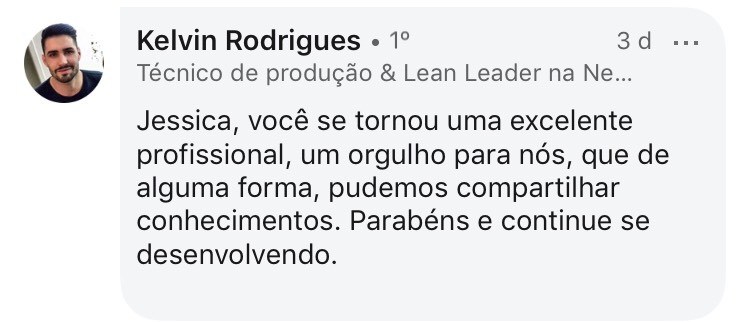 Kelvin Rodrigues • 1º 3 d ...
Técnico de produção & Lean Leader na Ne...
Jessica, você se tornou uma excelente
profissional, um orgulho para nós, que de
alguma forma, pudemos compartilhar
conhecimentos. Parabéns e continue se
desenvolvendo.